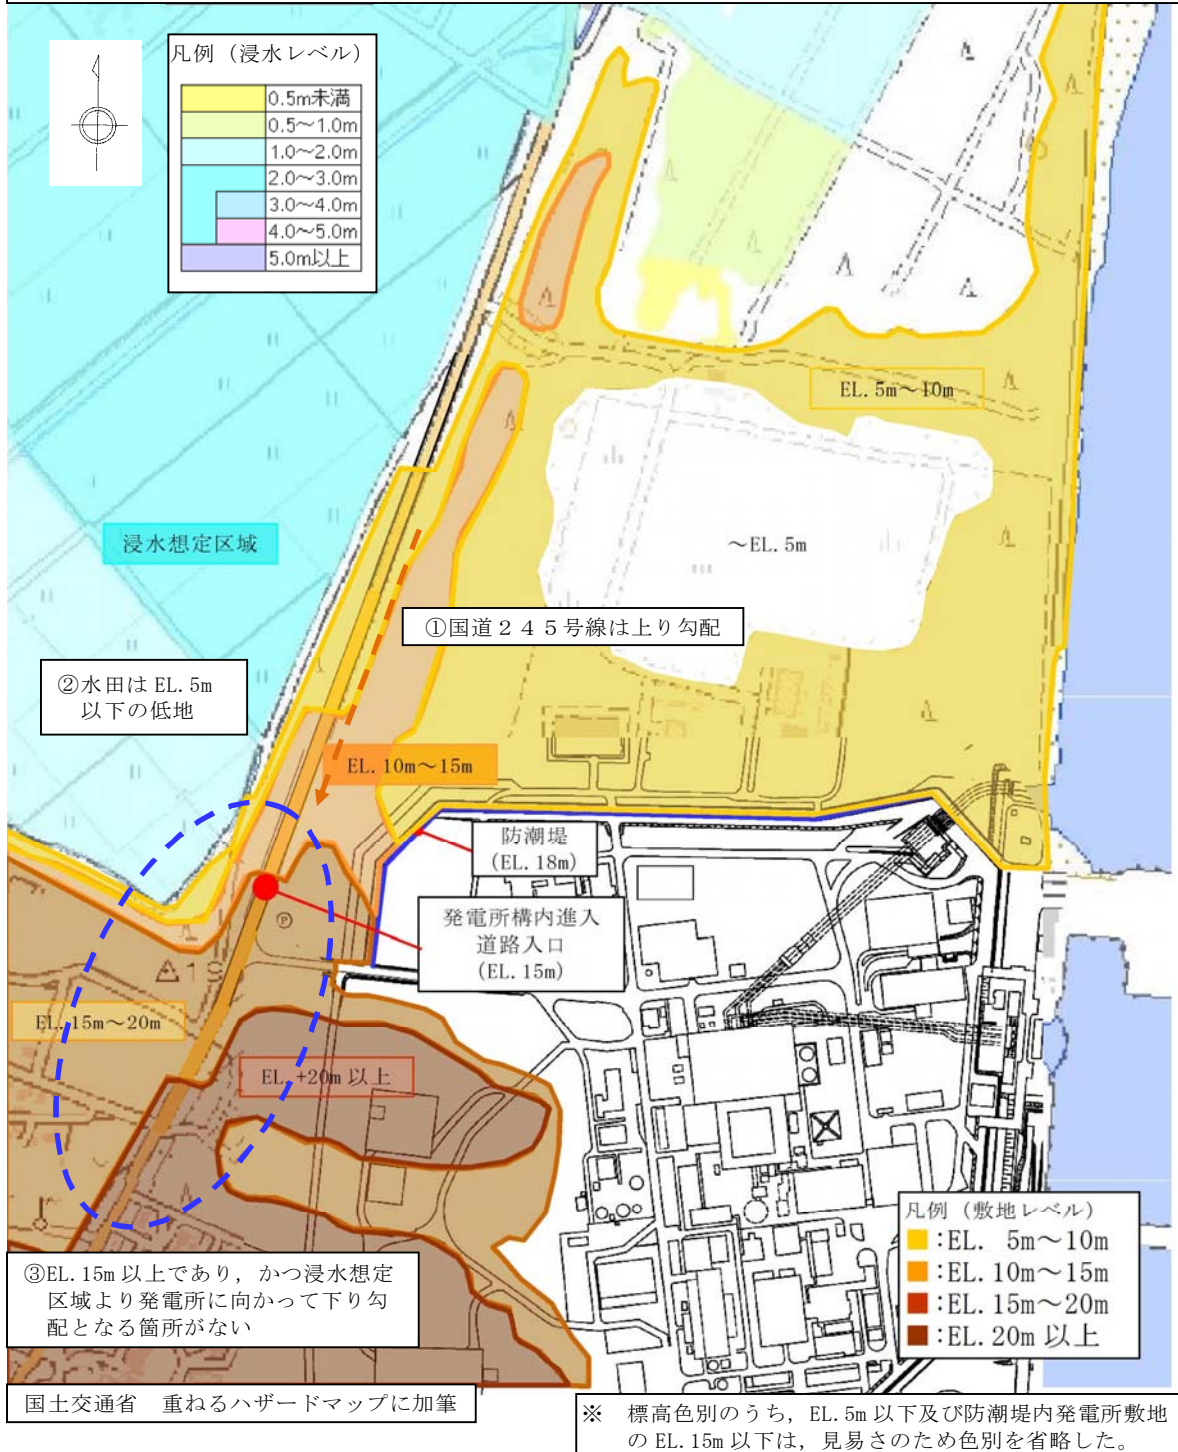 凡例（浸水レベル）
0.5m未満
0.5～1.0m
1.0～2.0m
2.0～3.0m
3.0～4.0m
4.0～5.0m
5.0m以上
EL.5m～10m
浸水想定区域
～EL.5m
①国道２４５号線は上り勾配
②水田は EL.5m
以下の低地
EL.10m～15m
防潮堤
(EL.18m)
発電所構内進入
道路入口
(EL.15m)
P
EL.15m～20m
EL.+20m 以上
凡例（敷地レベル）
：EL. 5m～10m
：EL.10m～15m
：EL.15m～20m
：EL.20m 以上
③EL.15m 以上であり，かつ浸水想定
区域より発電所に向かって下り勾
配となる箇所がない
国土交通省　重ねるハザードマップに加筆
※　標高色別のうち，EL.5m 以下及び防潮堤内発電所敷地
の EL.15m 以下は，見易さのため色別を省略した。